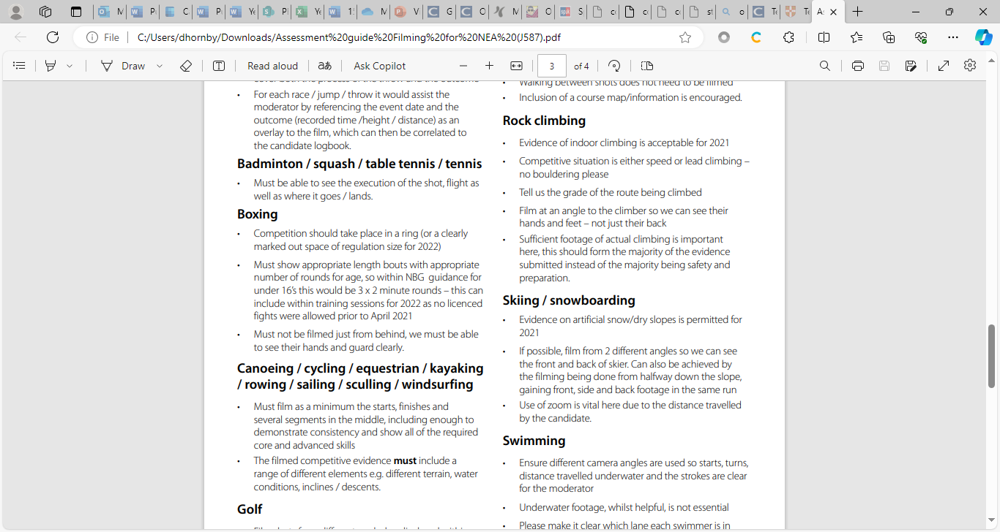 M
P
C
P
Ye
P
Ye
1
M
V
G
O
M
O
S
c
c
c
st
o
Te
Te
A
File
C:/Users/dhornby/Downloads/Assessment%20guide%20Filming%20for%20NEA%20(J587).pdf
Draw
Read aloud
Ask Copilot
3
of 4
• For each race / jump / throw it would assist the
moderator by referencing the event date and the
outcome (recorded time /height / distance) as an
overlay to the film, which can then be correlated to
the candidate logbook.
Badminton / squash / table tennis / tennis
• Must be able to see the execution of the shot, flight as
well as where it goes / lands.
Boxing
• Competition should take place in a ring (or a clearly
marked out space of regulation size for 2022)
• Must show appropriate length bouts with appropriate
number of rounds for age, so within NBG guidance for
under 16's this would be 3 x 2 minute rounds – this can
include within training sessions for 2022 as no licenced
fights were allowed prior to April 2021
• Must not be filmed just from behind, we must be able
to see their hands and guard clearly.
Canoeing / cycling / equestrian / kayaking
/ rowing / sailing / sculling / windsurfing
• Must film as a minimum the starts, finishes and
several segments in the middle, including enough to
demonstrate consistency and show all of the required
core and advanced skills
• The filmed competitive evidence must include a
range of different elements e.g. different terrain, water
conditions, inclines / descents.
Golf
• Walking between shots does not need to be filmed
• Inclusion of a course map/information is encouraged.
Rock climbing
• Evidence of indoor climbing is acceptable for 2021
• Competitive situation is either speed or lead climbing –
no bouldering please
• Tell us the grade of the route being climbed
• Film at an angle to the climber so we can see their
hands and feet – not just their back
• Sufficient footage of actual climbing is important
here, this should form the majority of the evidence
submitted instead of the majority being safety and
preparation.
Skiing / snowboarding
• Evidence on artificial snow/dry slopes is permitted for
2021
• If possible, film from 2 different angles so we can see
the front and back of skier. Can also be achieved by
the filming being done from halfway down the slope,
gaining front, side and back footage in the same run
• Use of zoom is vital here due to the distance travelled
by the candidate.
Swimming
• Ensure different camera angles are used so starts, turns,
distance travelled underwater and the strokes are clear
for the moderator
• Underwater footage, whilst helpful, is not essential
• Please make it clear which lane each swimmer is in